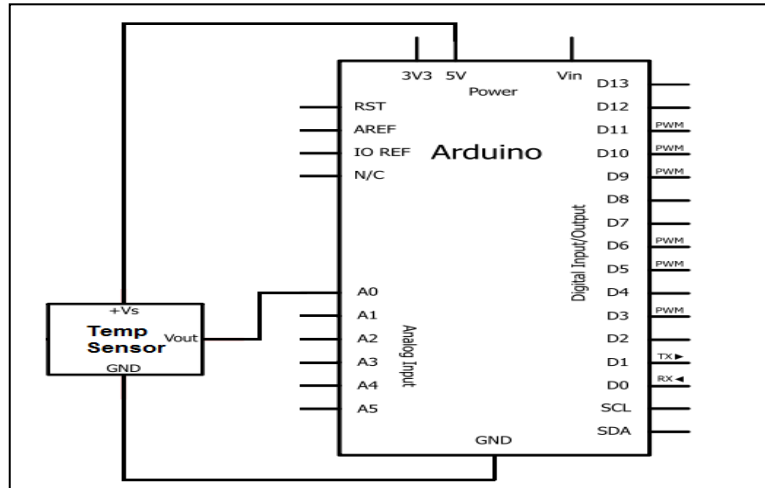 3V3 5V Vin
Power
RST
AREF
IO REF
N/C
Arduino
D13
D12
D11 PWM
D10 PWM
D9 PWM
D8
D7
D6 PWM
D5 PWM
D4
D3 PWM
D2
D1 TX▶
D0 RX◀
SCL
SDA
Digital Input/Output
A0
A1
A2
A3
A4
A5
Analog Input
GND
+Vs
Temp
Sensor
Vout
GND